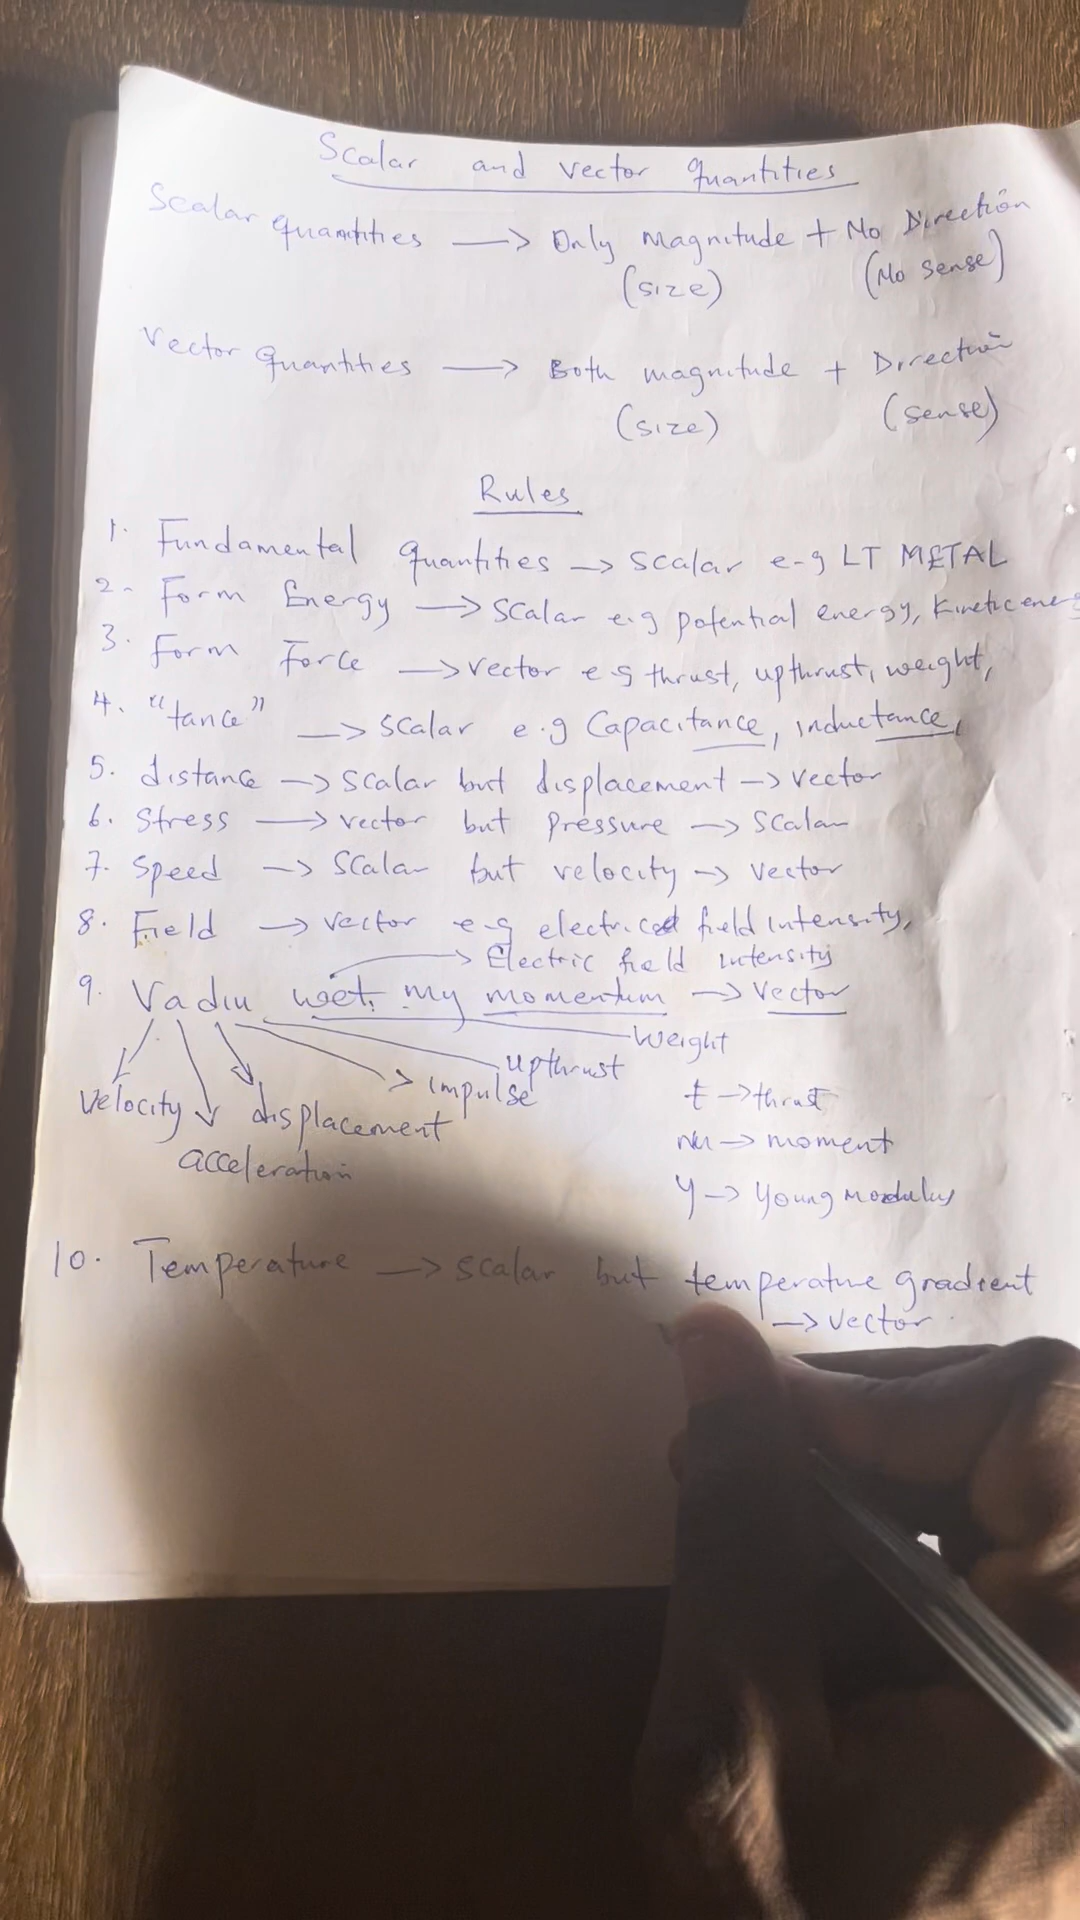 Scalar and vector quantities
Scalar quantities —> Only magnitude + No Direction
(size) (No sense)
Vector quantities —> Both magnitude + Direction
(size) (sense)
Rules
1. Fundamental quantities —> scalar e-g LT METAL
2- Form Energy —> scalar e.g potential energy, Kinetic energ
3. Form Force —> vector e g thrust, upthrust, weight,
4. "tance" —> scalar e.g Capacitance, inductance,
5. distance —> scalar but displacement —> vector
6. Stress —> vector but pressure —> scalar
7. Speed —> Scalar but velocity —> vector
8. Field —> vector e-g electrical field intensity,
—> Electric field intensity
9. Vadiu wet my momentum —> Vector
Weight
upthrust
> impulse
velocity displacement
acceleration
t —> thrust
m —> moment
y —> young modulus
10. Temperature —> scalar but temperature gradient
—> vector